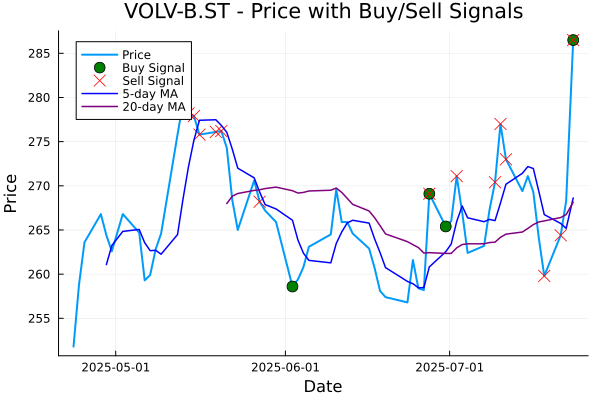 VOLV-B.ST - Price with Buy/Sell Signals
Price
Buy Signal
Sell Signal
5-day MA
20-day MA
285
280
275
270
265
260
255
Price
2025-05-01
2025-06-01
2025-07-01
Date